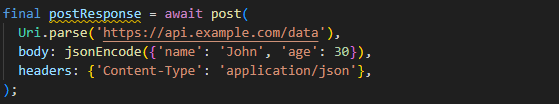 final postResponse = await post(
  Uri.parse('https://api.example.com/data'),
  body: jsonEncode({'name': 'John', 'age': 30}),
  headers: {'Content-Type': 'application/json'},
);